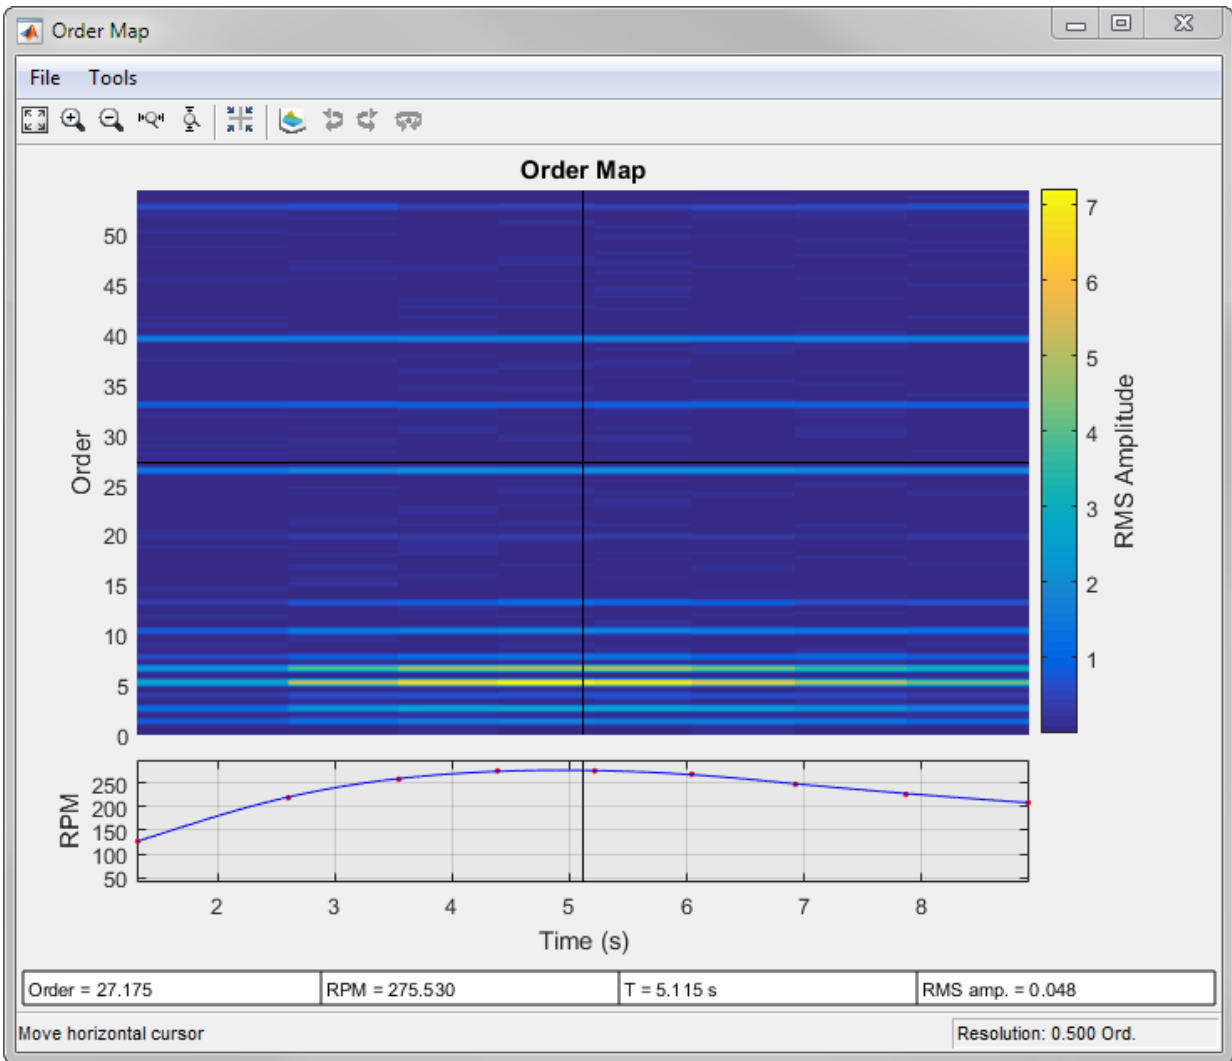 Order Map
File Tools
Order Map
50
45
40
35
30
25
20
15
10
5
0
Order
7
6
5
4
3
2
1
RMS Amplitude
250
200
150
100
50
RPM
2 3 4 5 6 7 8
Time (s)
Order = 27.175 RPM = 275.530 T = 5.115 s RMS amp. = 0.048
Move horizontal cursor Resolution: 0.500 Ord.